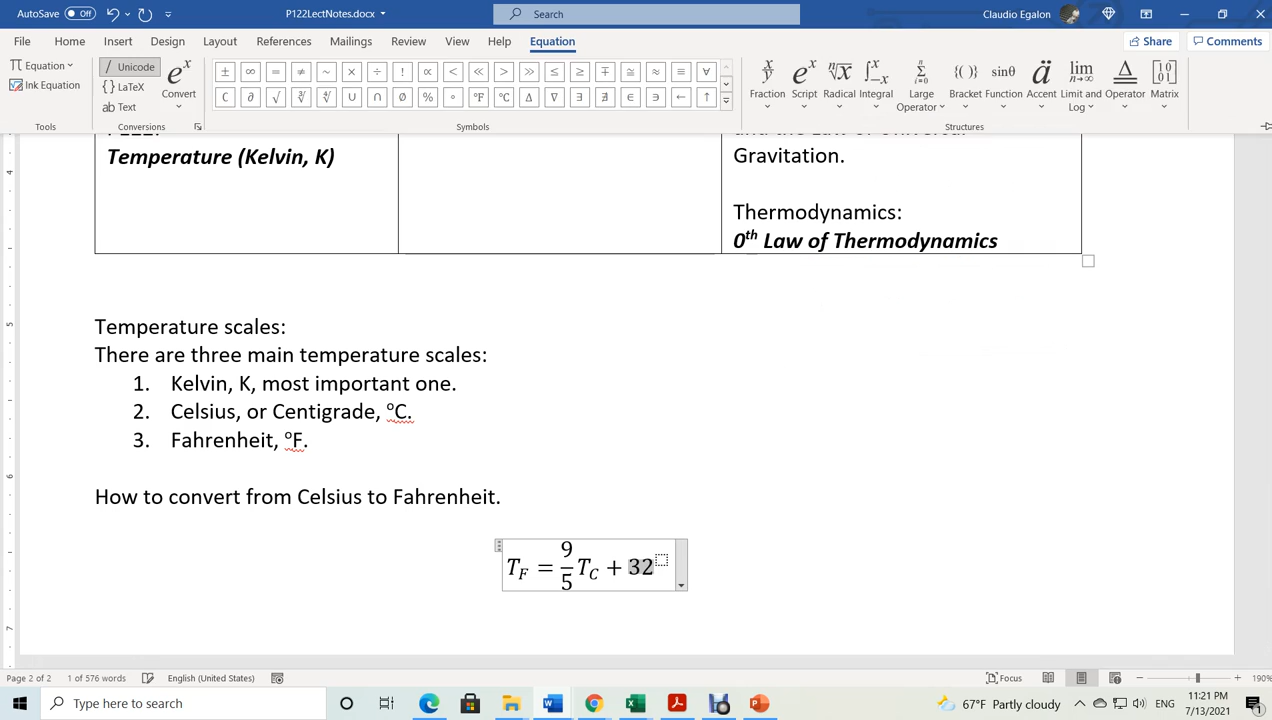 AutoSave Off
P122LectNotes.docx
Search
Claudio Egalon
File Home Insert Design Layout References Mailings Review View Help Equation
Share Comments
π Equation
Ink Equation
Tools
Unicode
{} LaTeX
ab Text
eˣ
Convert
Conversions
± ∞ = ≠ ~ × ÷ ! ∝ < ≪ > ≫ ≤ ≥ ∓ ≅ ≈ ≡ ∀
∁ ∂ √ ∛ ∜ ∪ ∩ ∅ % ° °F °C ∆ ∇ ∃ ∄ ∈ ∋ ← ↑
Symbols
Fraction Script Radical Integral Large Operator Bracket Function Accent Limit and Log Operator Matrix
Structures
Temperature (Kelvin, K)
Gravitation.
Thermodynamics:
0th Law of Thermodynamics
Temperature scales:
There are three main temperature scales:
1. Kelvin, K, most important one.
2. Celsius, or Centigrade, °C.
3. Fahrenheit, °F.
How to convert from Celsius to Fahrenheit.
T_F = 9/5 T_C + 32
Page 2 of 2 1 of 576 words English (United States) Focus 190%
Type here to search
67°F Partly cloudy
ENG
11:21 PM
7/13/2021